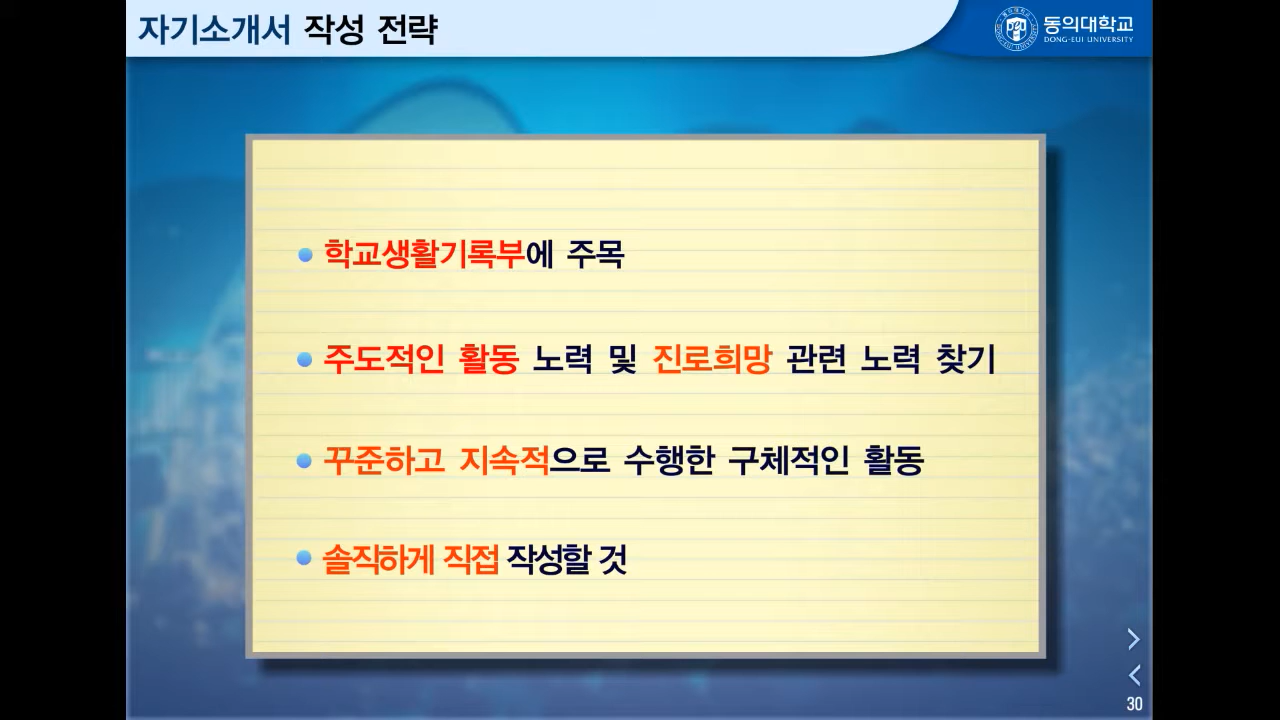 자기소개서 작성 전략
동의대학교
DONG-EUI UNIVERSITY
학교생활기록부에 주목
주도적인 활동 노력 및 진로희망 관련 노력 찾기
꾸준하고 지속적으로 수행한 구체적인 활동
솔직하게 직접 작성할 것
30